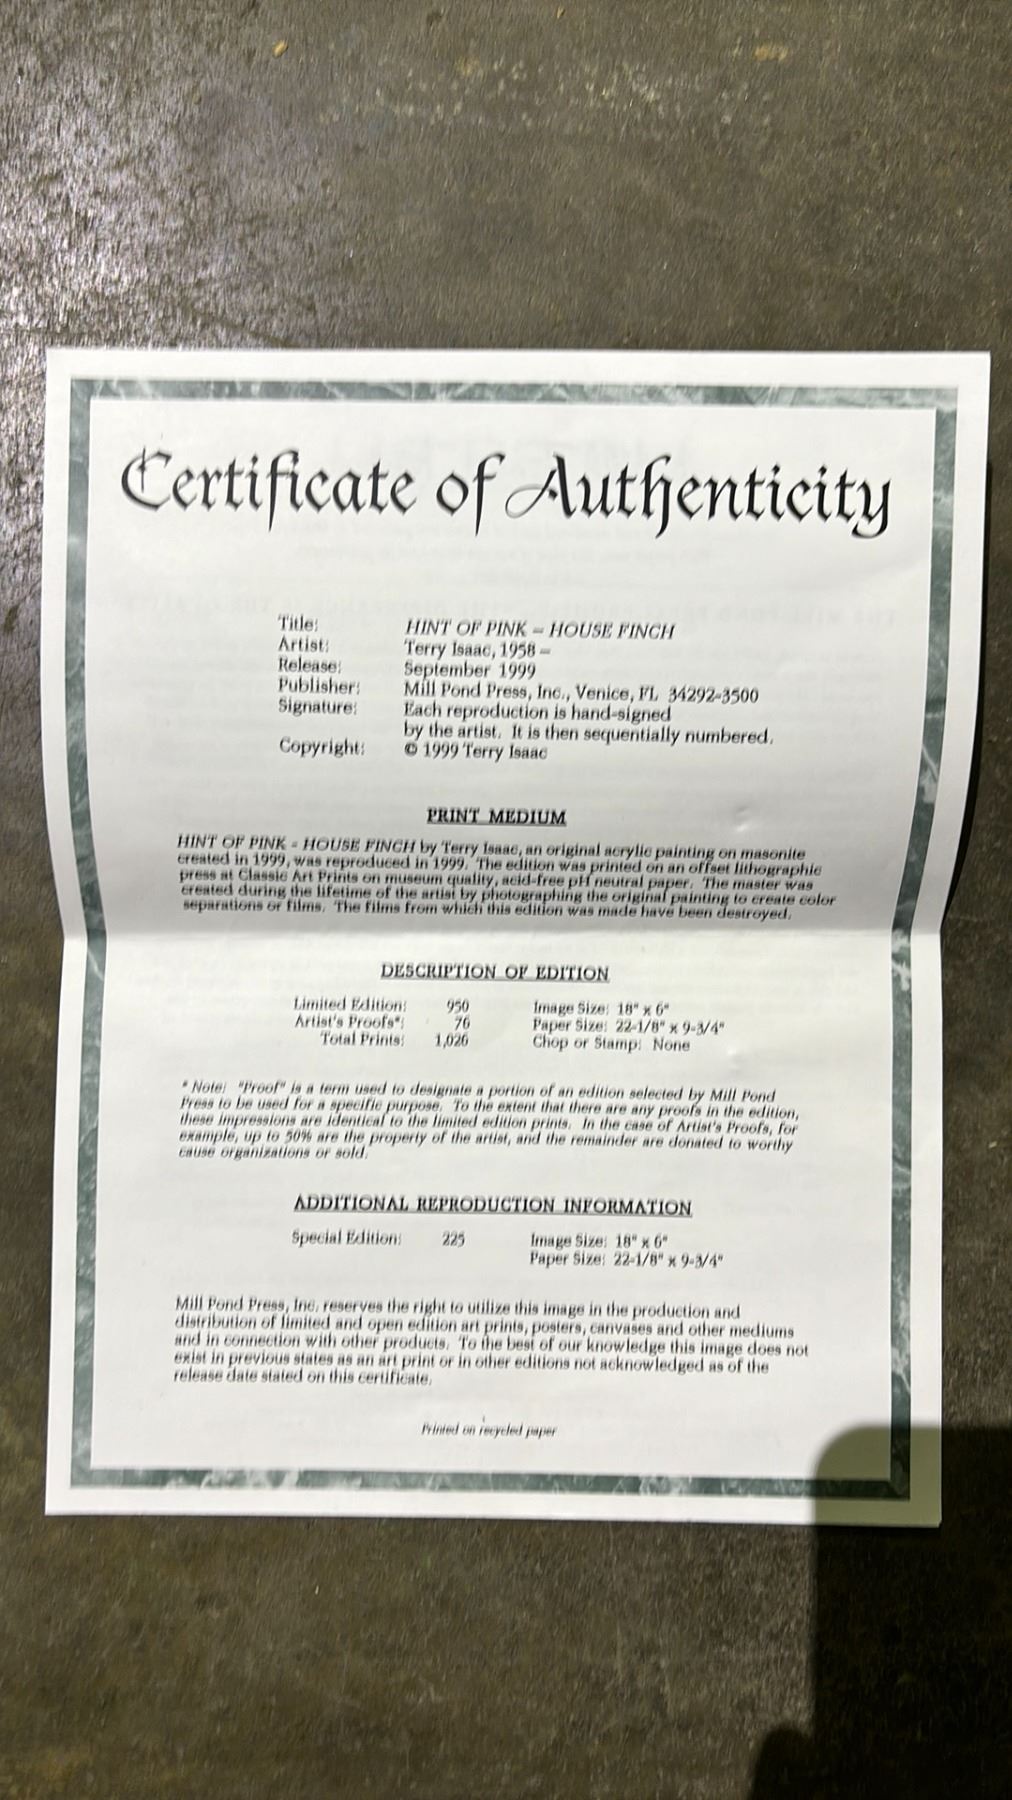 Certificate of Authenticity
Title: HINT OF PINK – HOUSE FINCH
Artist: Terry Isaac, 1958 –
Release: September 1999
Publisher: Mill Pond Press, Inc., Venice, FL 34292-3500
Signature: Each reproduction is hand-signed
by the artist. It is then sequentially numbered.
Copyright: © 1999 Terry Isaac
PRINT MEDIUM
HINT OF PINK - HOUSE FINCH by Terry Isaac, an original acrylic painting on masonite
created in 1999, was reproduced in 1999. The edition was printed on an offset lithographic
press at Classic Art Prints on museum quality, acid-free pH neutral paper. The master was
created during the lifetime of the artist by photographing the original painting to create color
separations or films. The films from which this edition was made have been destroyed.
DESCRIPTION OF EDITION
Limited Edition: 950 Image Size: 18" x 6"
Artist's Proofs*: 76 Paper Size: 22-1/8" x 9-3/4"
Total Prints: 1,026 Chop or Stamp: None
* Note: "Proof" is a term used to designate a portion of an edition selected by Mill Pond
Press to be used for a specific purpose. To the extent that there are any proofs in the edition,
these impressions are identical to the limited edition prints. In the case of Artist's Proofs, for
example, up to 50% are the property of the artist, and the remainder are donated to worthy
cause organizations or sold.
ADDITIONAL REPRODUCTION INFORMATION
Special Edition: 225 Image Size: 18" x 6"
Paper Size: 22-1/8" x 9-3/4"
Mill Pond Press, Inc. reserves the right to utilize this image in the production and
distribution of limited and open edition art prints, posters, canvases and other mediums
and in connection with other products. To the best of our knowledge this image does not
exist in previous states as an art print or in other editions not acknowledged as of the
release date stated on this certificate.
Printed on recycled paper